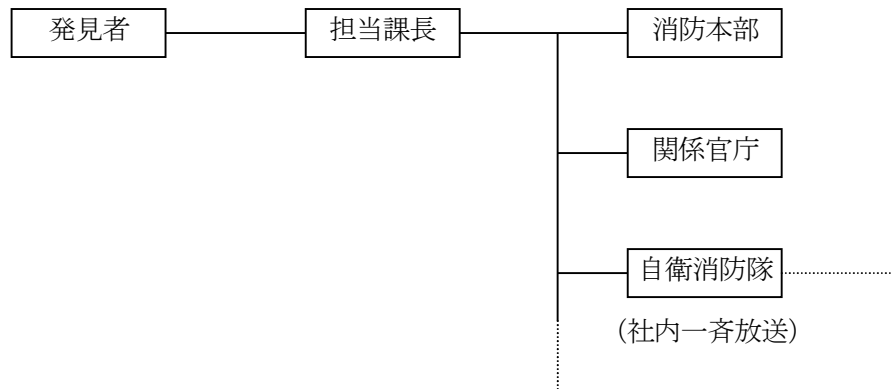 発見者
担当課長
消防本部
関係官庁
自衛消防隊
（社内一斉放送）